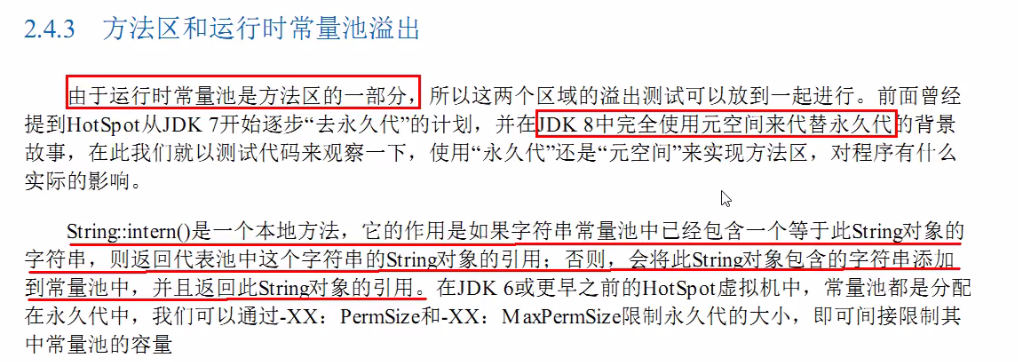 2.4.3 方法区和运行时常量池溢出
由于运行时常量池是方法区的一部分，所以这两个区域的溢出测试可以放到一起进行。前面曾经
提到HotSpot从JDK 7开始逐步“去永久代”的计划，并在JDK 8中完全使用元空间来代替永久代的背景
故事，在此我们就以测试代码来观察一下，使用“永久代”还是“元空间”来实现方法区，对程序有什么
实际的影响。
String::intern()是一个本地方法，它的作用是如果字符串常量池中已经包含一个等于此String对象的
字符串，则返回代表池中这个字符串的String对象的引用；否则，会将此String对象包含的字符串添加
到常量池中，并且返回此String对象的引用。在JDK 6或更早之前的HotSpot虚拟机中，常量池都是分配
在永久代中，我们可以通过-XX：PermSize和-XX：MaxPermSize限制永久代的大小，即可间接限制其
中常量池的容量